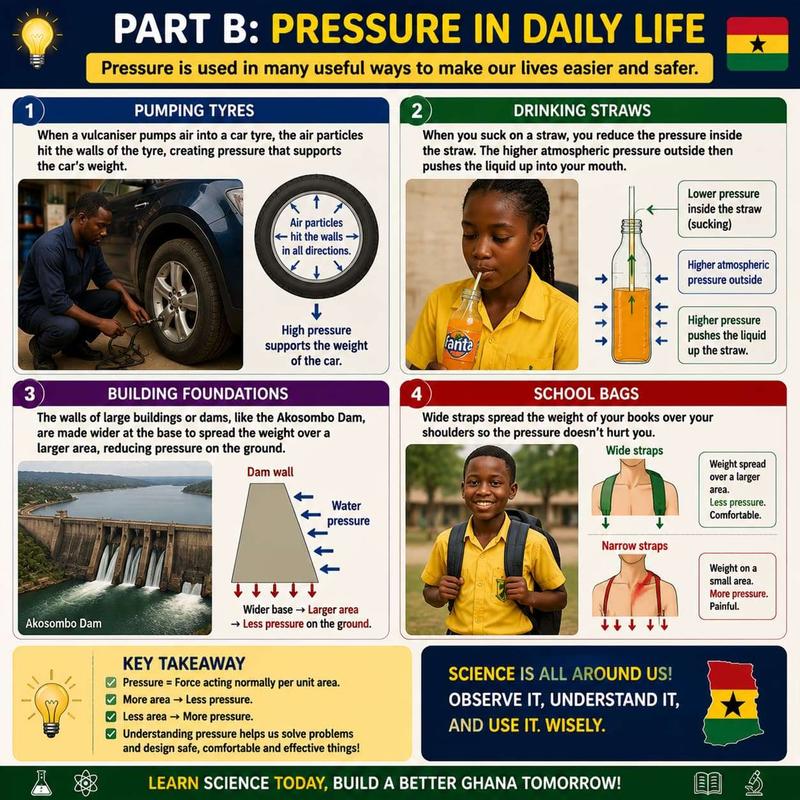 PART B: PRESSURE IN DAILY LIFE
Pressure is used in many useful ways to make our lives easier and safer.
1 PUMPING TYRES
When a vulcaniser pumps air into a car tyre, the air particles
hit the walls of the tyre, creating pressure that supports
the car's weight.
Air particles
hit the walls
in all directions.
High pressure
supports the weight
of the car.
2 DRINKING STRAWS
When you suck on a straw, you reduce the pressure inside
the straw. The higher atmospheric pressure outside then
pushes the liquid up into your mouth.
Fanta
Lower pressure
inside the straw
(sucking)
Higher atmospheric
pressure outside
Higher pressure
pushes the liquid
up the straw.
3 BUILDING FOUNDATIONS
The walls of large buildings or dams, like the Akosombo Dam,
are made wider at the base to spread the weight over a
larger area, reducing pressure on the ground.
Akosombo Dam
Dam wall
Water
pressure
Wider base → Larger area
→ Less pressure on the ground.
4 SCHOOL BAGS
Wide straps spread the weight of your books over your
shoulders so the pressure doesn't hurt you.
Wide straps
Weight spread
over a larger
area.
Less pressure.
Comfortable.
Narrow straps
Weight on a
small area.
More pressure.
Painful.
KEY TAKEAWAY
Pressure = Force acting normally per unit area.
More area → Less pressure.
Less area → More pressure.
Understanding pressure helps us solve problems
and design safe, comfortable and effective things!
SCIENCE IS ALL AROUND US!
OBSERVE IT, UNDERSTAND IT,
AND USE IT. WISELY.
LEARN SCIENCE TODAY, BUILD A BETTER GHANA TOMORROW!